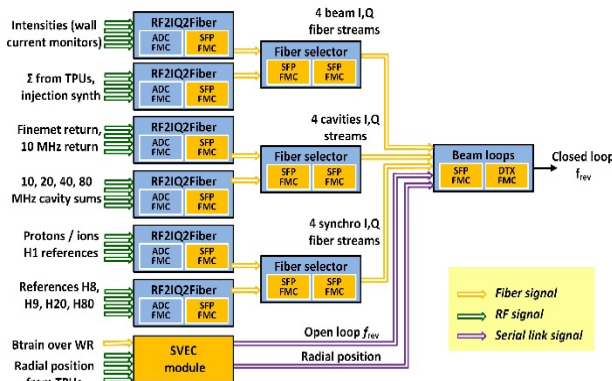 Intensities (wall
current monitors)
RF2IQ2Fiber
ADC
FMC
SFP
FMC
Σ from TPUs,
injection synth
RF2IQ2Fiber
ADC
FMC
SFP
FMC
4 beam I,Q
fiber streams
Fiber selector
SFP
FMC
SFP
FMC
Finemet return,
10 MHz return
RF2IQ2Fiber
ADC
FMC
SFP
FMC
10, 20, 40, 80
MHz cavity sums
RF2IQ2Fiber
ADC
FMC
SFP
FMC
4 cavities I,Q
streams
Fiber selector
SFP
FMC
SFP
FMC
Protons / ions
H1 references
RF2IQ2Fiber
ADC
FMC
SFP
FMC
References H8,
H9, H20, H80
RF2IQ2Fiber
ADC
FMC
SFP
FMC
4 synchro I,Q
fiber streams
Fiber selector
SFP
FMC
SFP
FMC
Beam loops
SFP
FMC
DTX
FMC
Closed loop
frev
Btrain over WR
Radial position
from TPUs
SVEC
module
Open loop frev
Radial position
Fiber signal
RF signal
Serial link signal